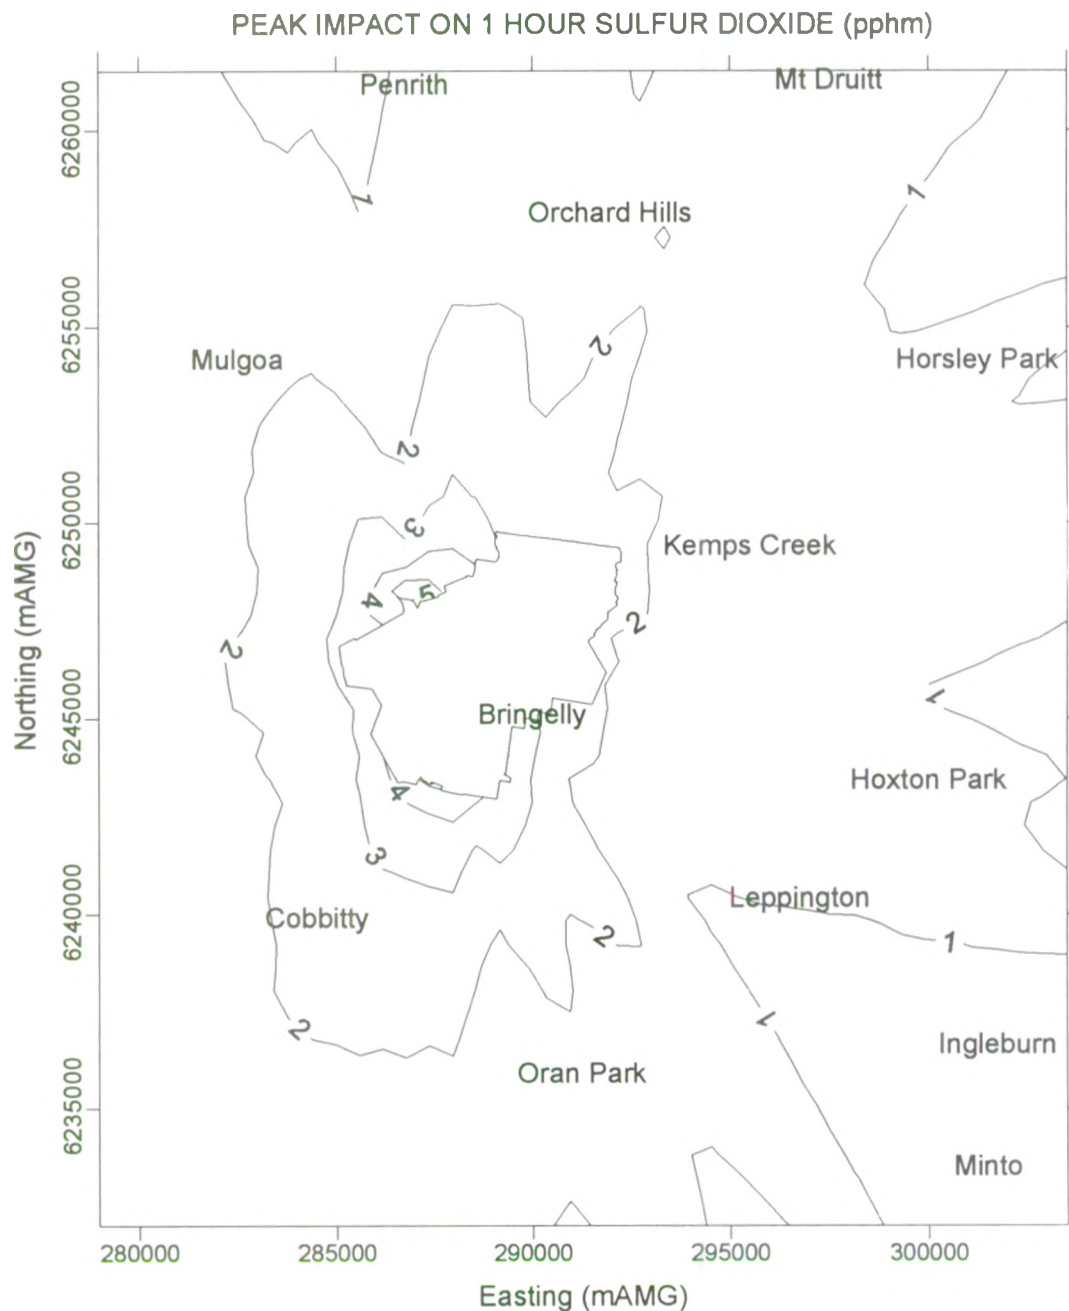 PEAK IMPACT ON 1 HOUR SULFUR DIOXIDE (pphm)
Penrith
Mt Druitt
6260000
1
1
Orchard Hills
6255000
2
Mulgoa
Horsley Park
2
6250000
3
Kemps Creek
5
4
2
2
Northing (mAMG)
1
6245000
Bringelly
Hoxton Park
4
3
6240000
Leppington
Cobbitty
2
1
2
1
Ingleburn
Oran Park
6235000
Minto
280000
285000
290000
295000
300000
Easting (mAMG)